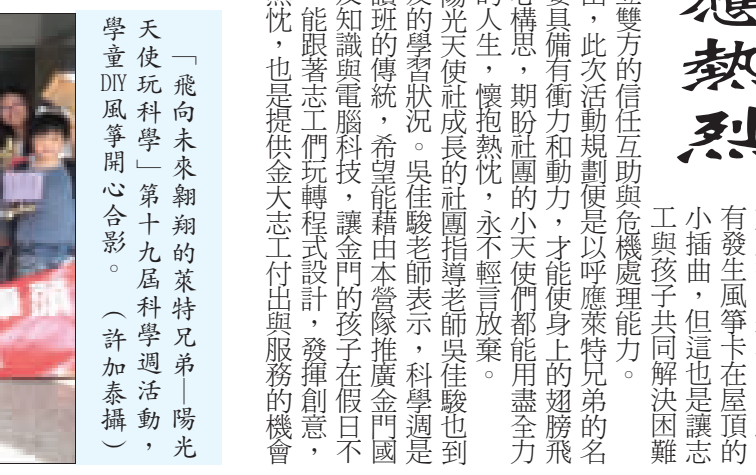 應熱烈
有發生風箏卡在屋頂的
小插曲，但這也是讓志
工與孩子共同解決困難
雙方的信任互助與危機處理能力。
，此次活動規劃便是以呼應萊特兄弟的名
具備有衝力和動力，才能使身上的翅膀飛
構思，期盼社團的小天使們都能用盡全力
的人生，懷抱熱忱，永不輕言放棄。
陽光天使社成長的社團指導老師吳佳駿也到
的學習狀況。吳佳駿老師表示，科學週是
讀班的傳統，希望能藉由本營隊推廣金門國
及知識與電腦科技，讓金門的孩子在假日不
能跟著志工們玩轉程式設計，發揮創意，
忱，也是提供金大志工付出與服務的機會
「飛向未來翱翔的萊特兄弟—陽光
天使玩科學」第十九屆科學週活動，
學童DIY風箏開心合影。（許加泰攝）